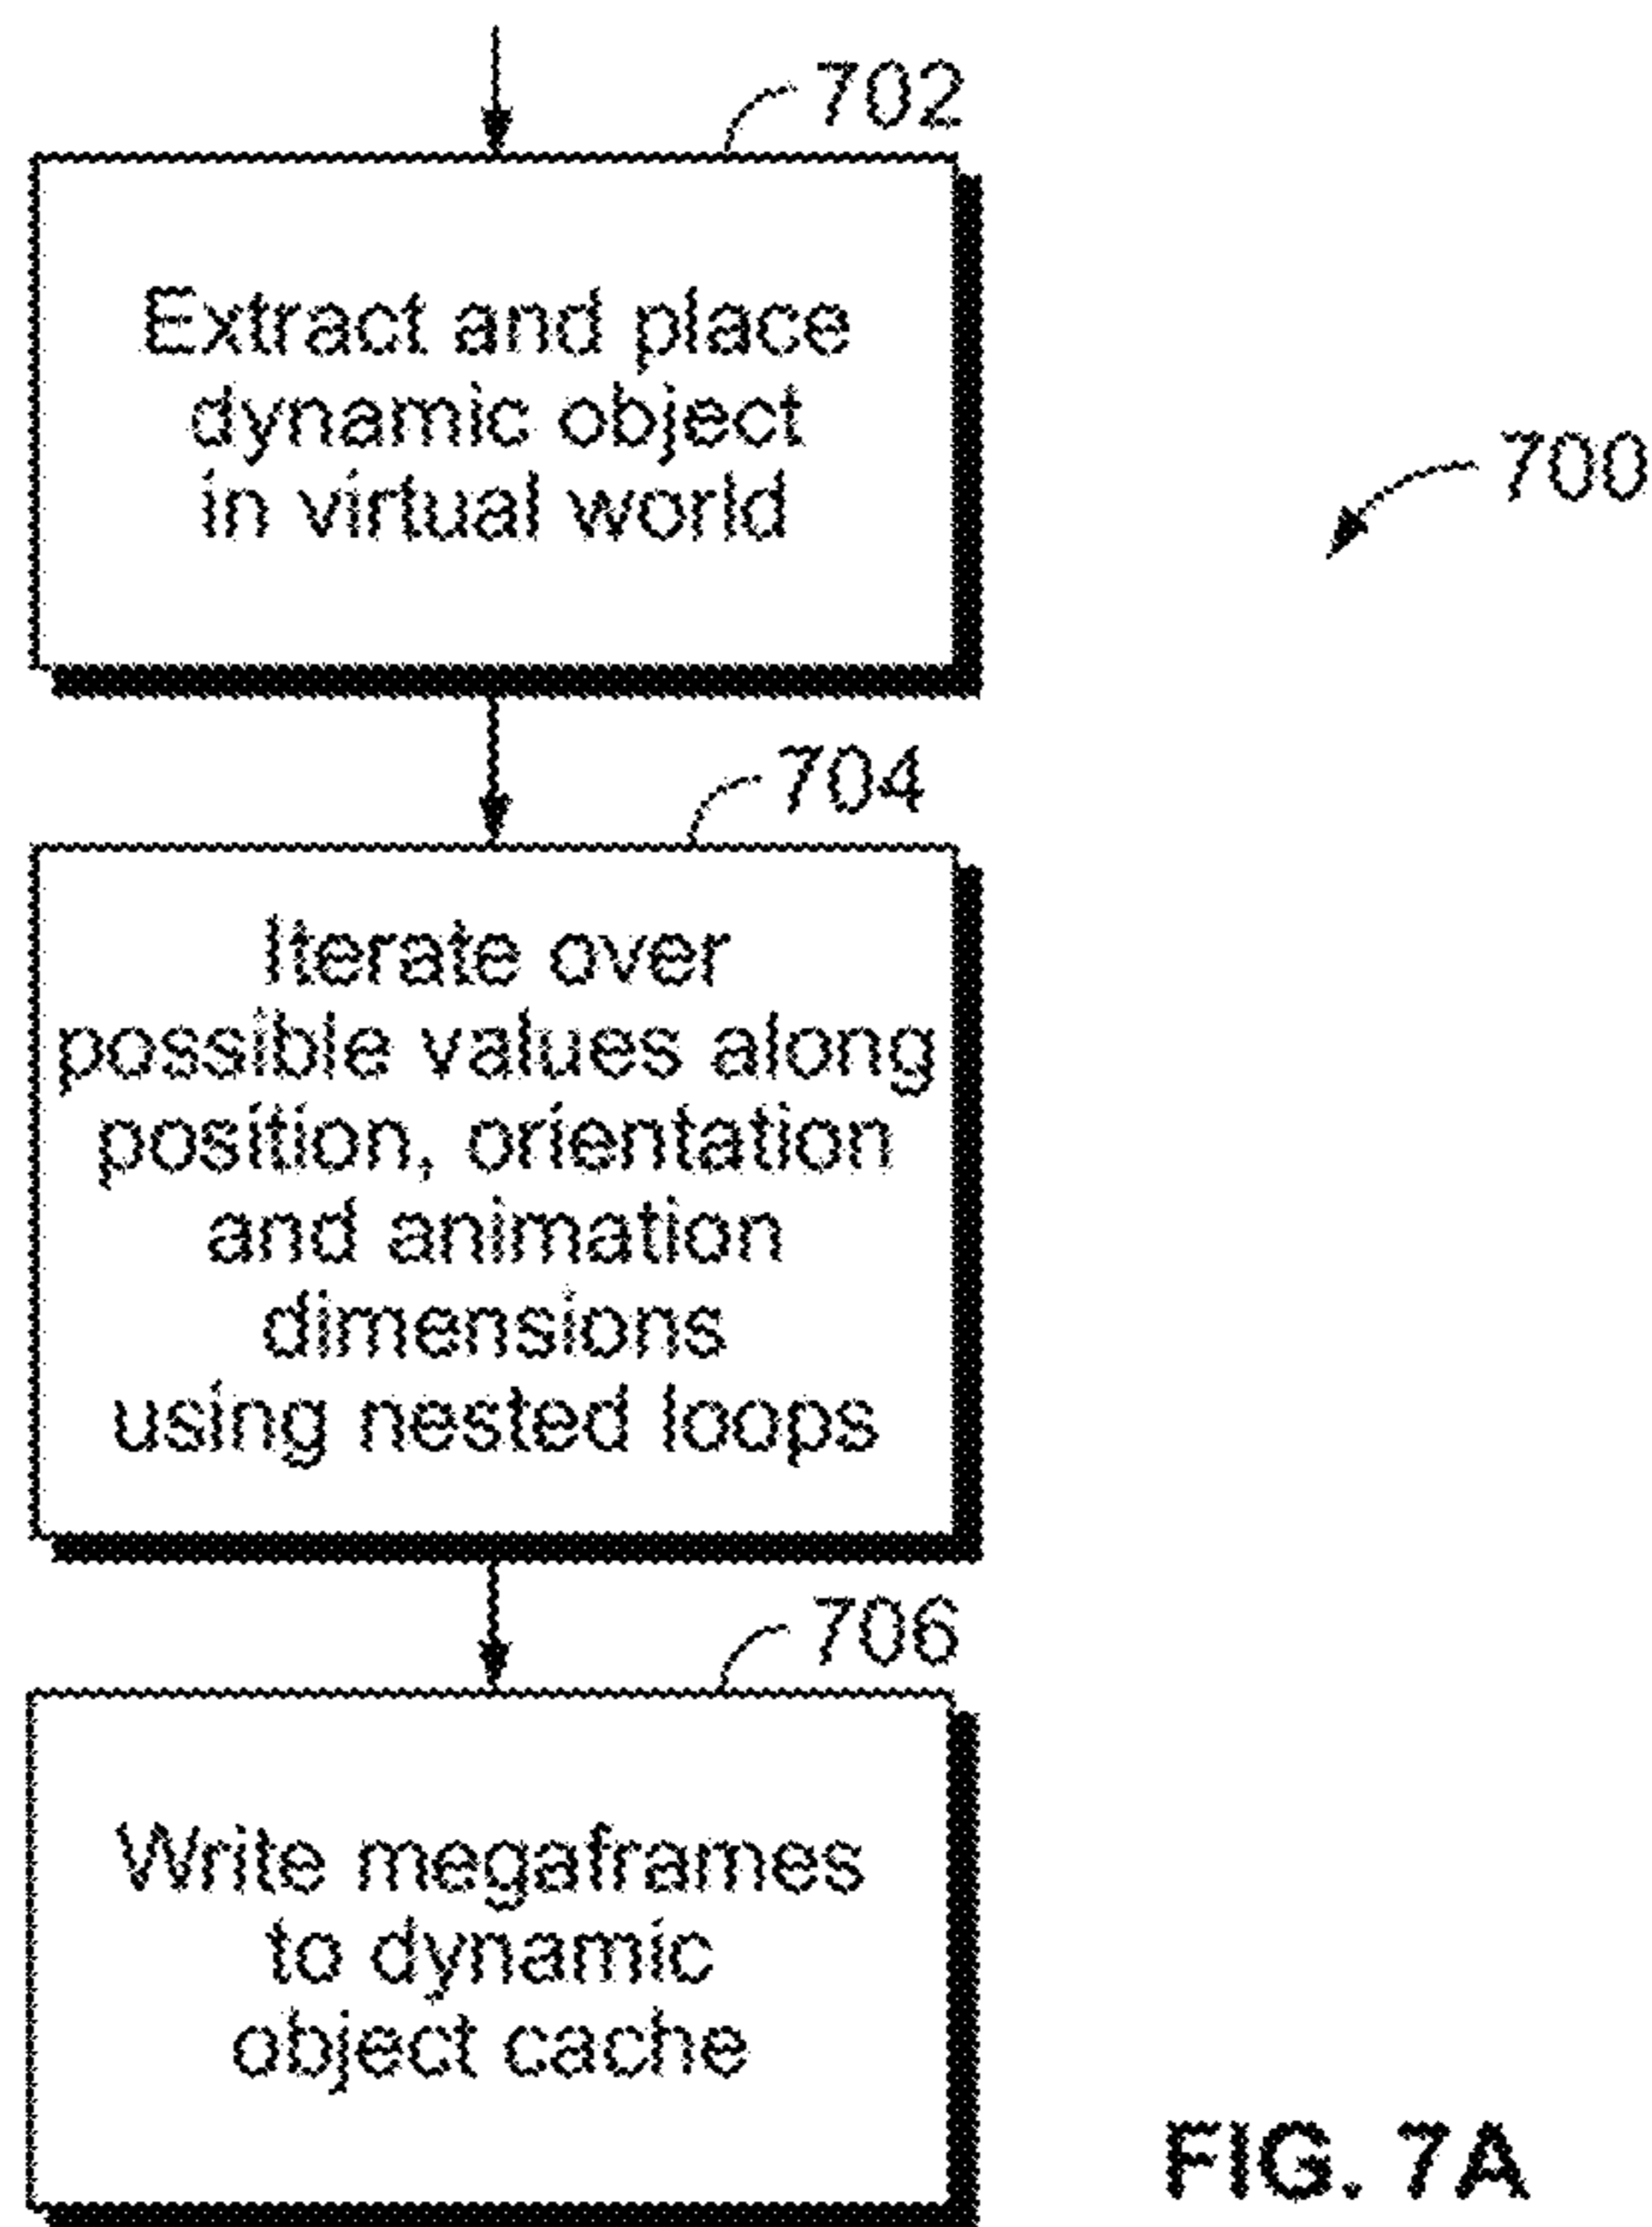 702
Extract and place
dynamic object
in virtual world
700
704
Iterate over
possible values along
position, orientation
and animation
dimensions
using nested loops
706
Write megaframes
to dynamic
object cache
FIG. 7A